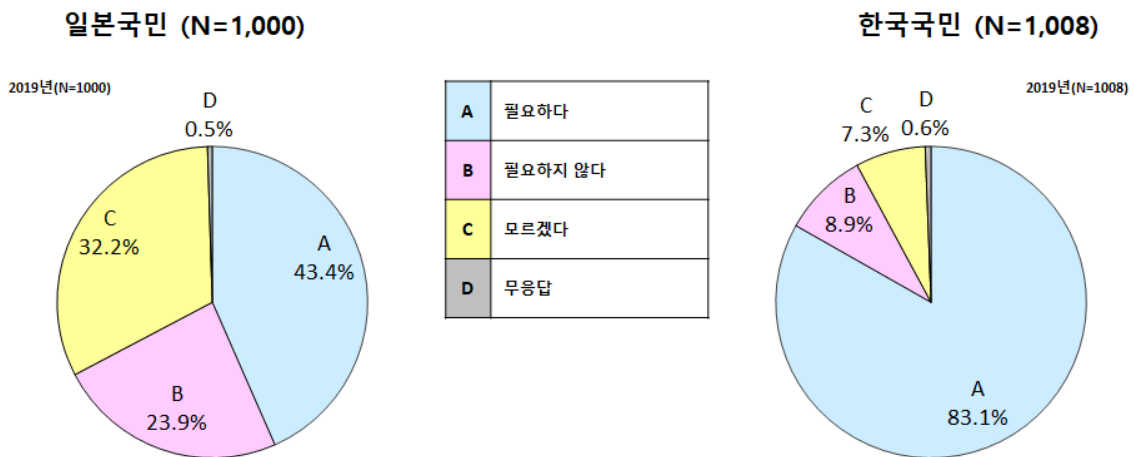 일본국민 (N=1,000)
한국국민 (N=1,008)
2019년(N=1000)
D
0.5%
C
32.2%
A
43.4%
B
23.9%
A 필요하다
B 필요하지 않다
C 모르겠다
D 무응답
2019년(N=1008)
C
7.3%
D
0.6%
B
8.9%
A
83.1%